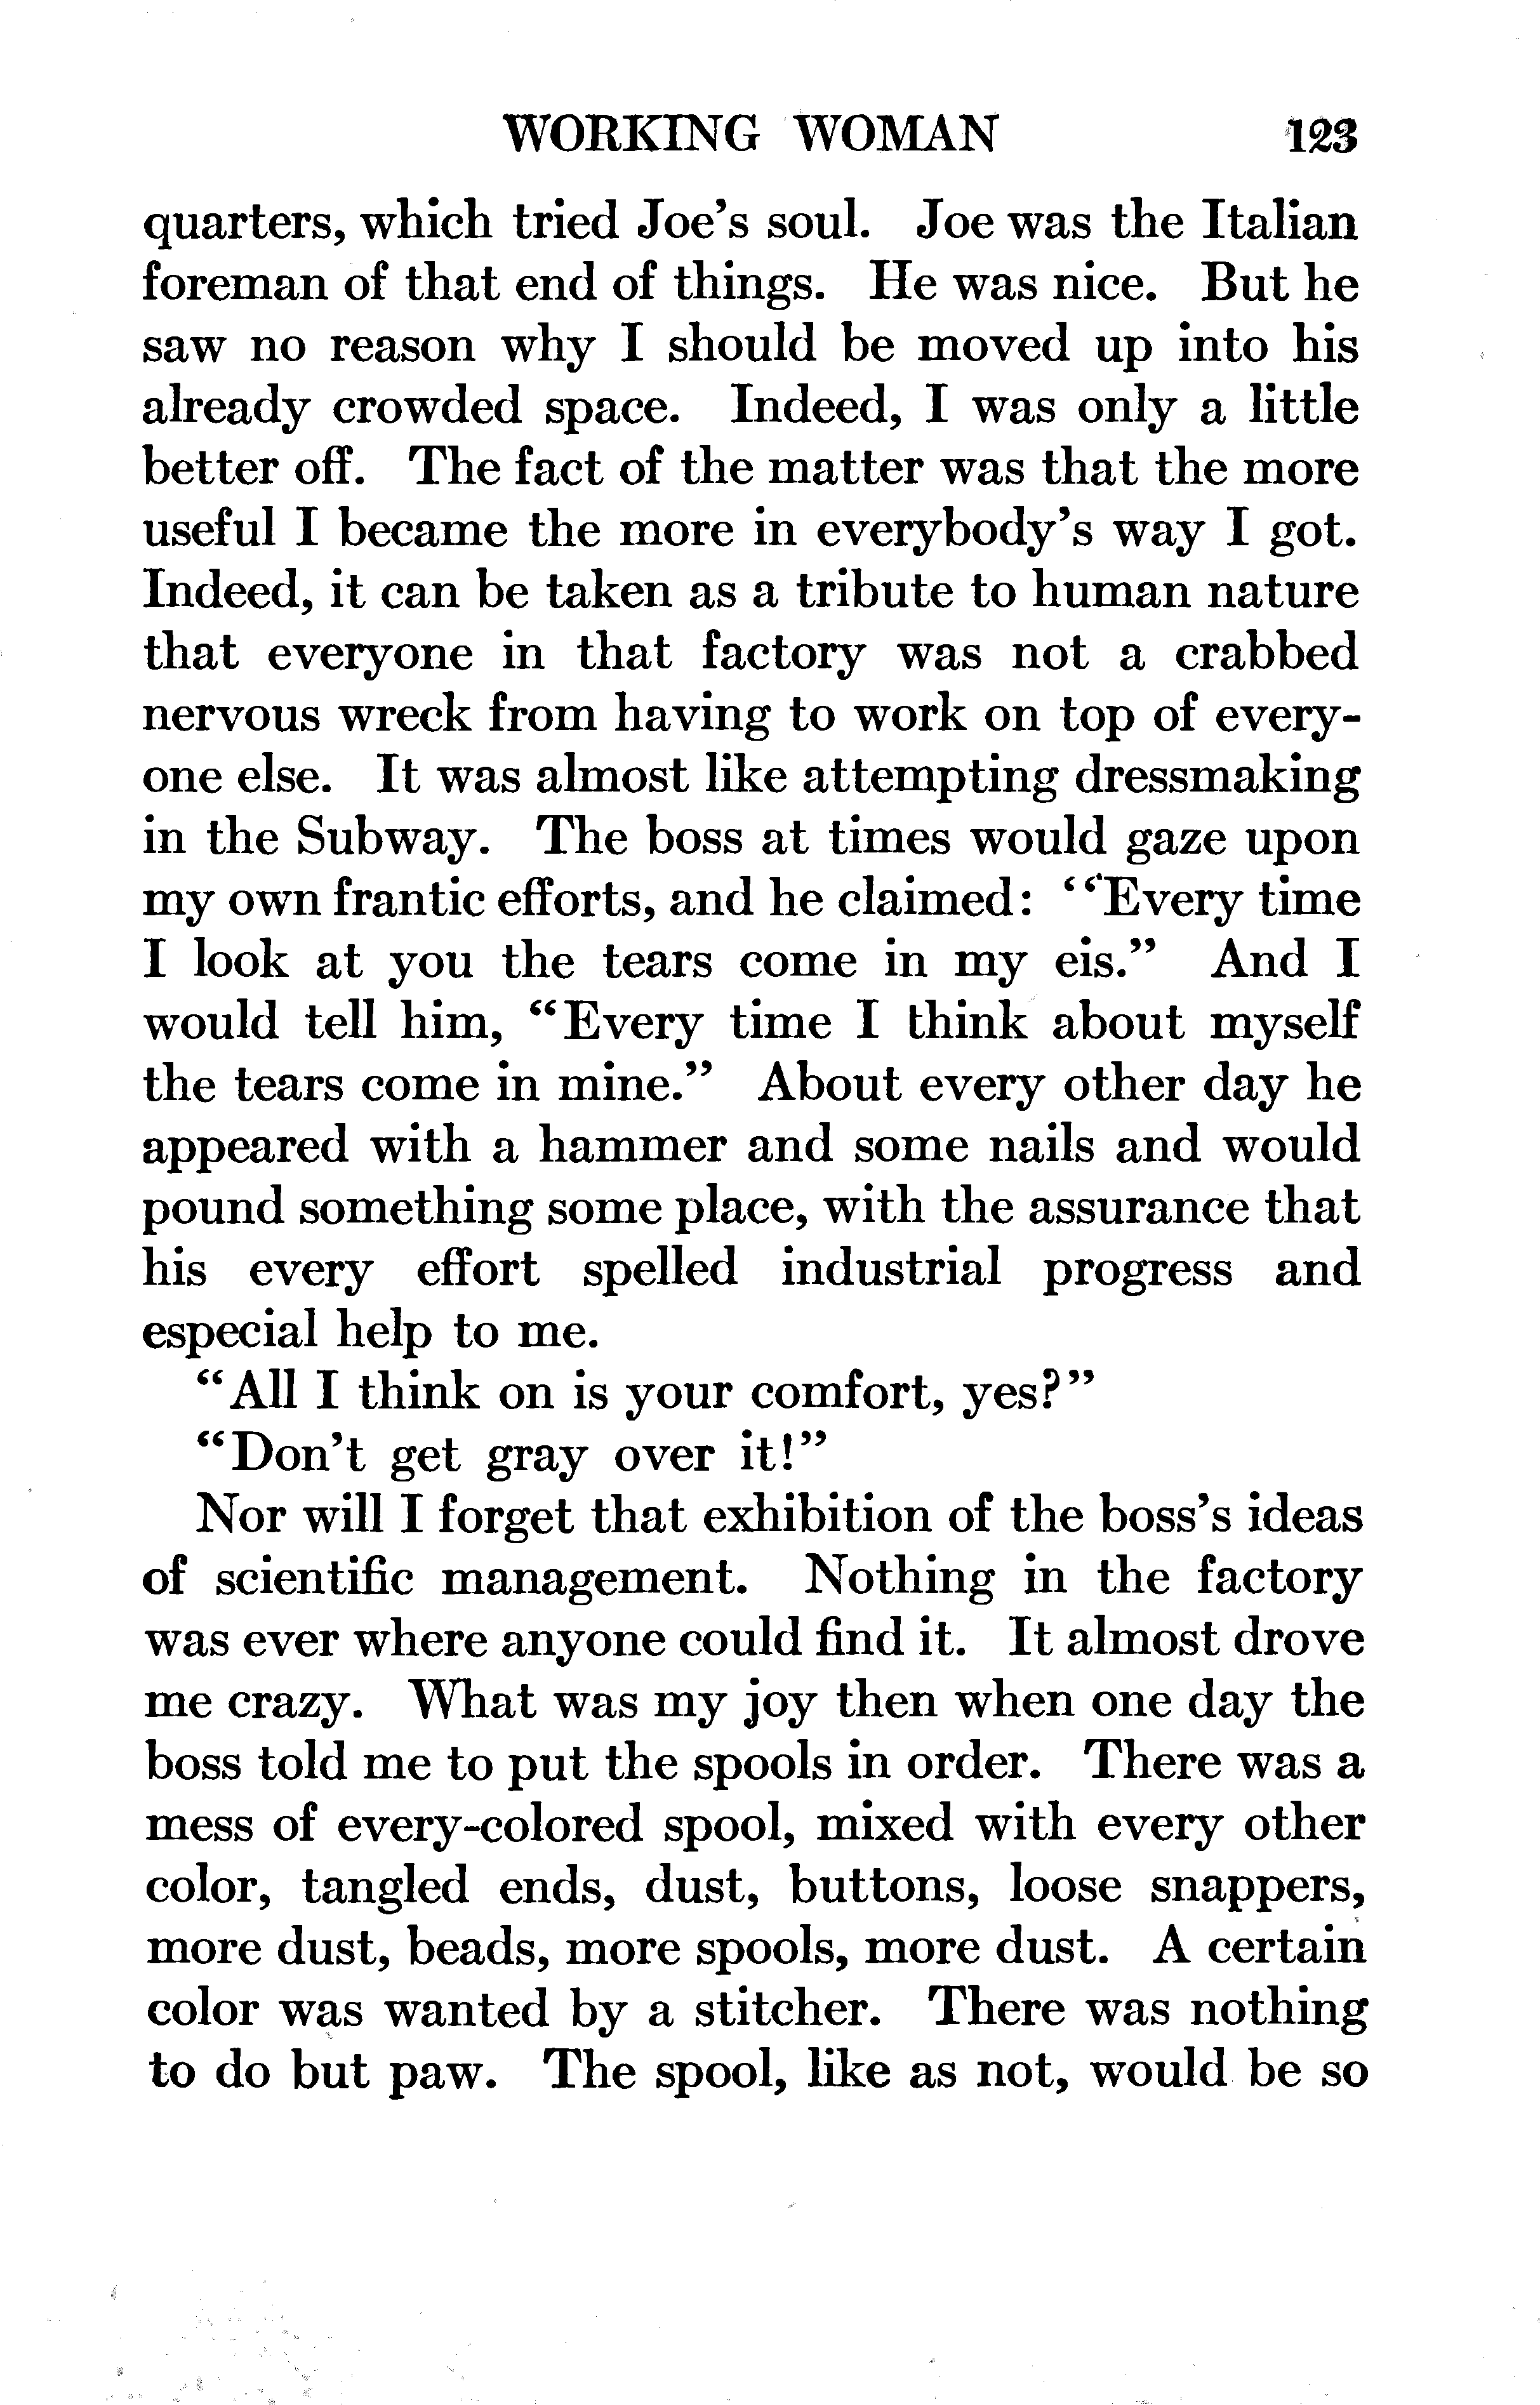 WORKING WOMAN 123
quarters, which tried Joe's soul. Joe was the Italian
foreman of that end of things. He was nice. But he
saw no reason why I should be moved up into his
already crowded space. Indeed, I was only a little
better off. The fact of the matter was that the more
useful I became the more in everybody's way I got.
Indeed, it can be taken as a tribute to human nature
that everyone in that factory was not a crabbed
nervous wreck from having to work on top of every-
one else. It was almost like attempting dressmaking
in the Subway. The boss at times would gaze upon
my own frantic efforts, and he claimed: "Every time
I look at you the tears come in my eis." And I
would tell him, "Every time I think about myself
the tears come in mine." About every other day he
appeared with a hammer and some nails and would
pound something some place, with the assurance that
his every effort spelled industrial progress and
especial help to me.
"All I think on is your comfort, yes?"
"Don't get gray over it!"
Nor will I forget that exhibition of the boss's ideas
of scientific management. Nothing in the factory
was ever where anyone could find it. It almost drove
me crazy. What was my joy then when one day the
boss told me to put the spools in order. There was a
mess of every-colored spool, mixed with every other
color, tangled ends, dust, buttons, loose snappers,
more dust, beads, more spools, more dust. A certain
color was wanted by a stitcher. There was nothing
to do but paw. The spool, like as not, would be so